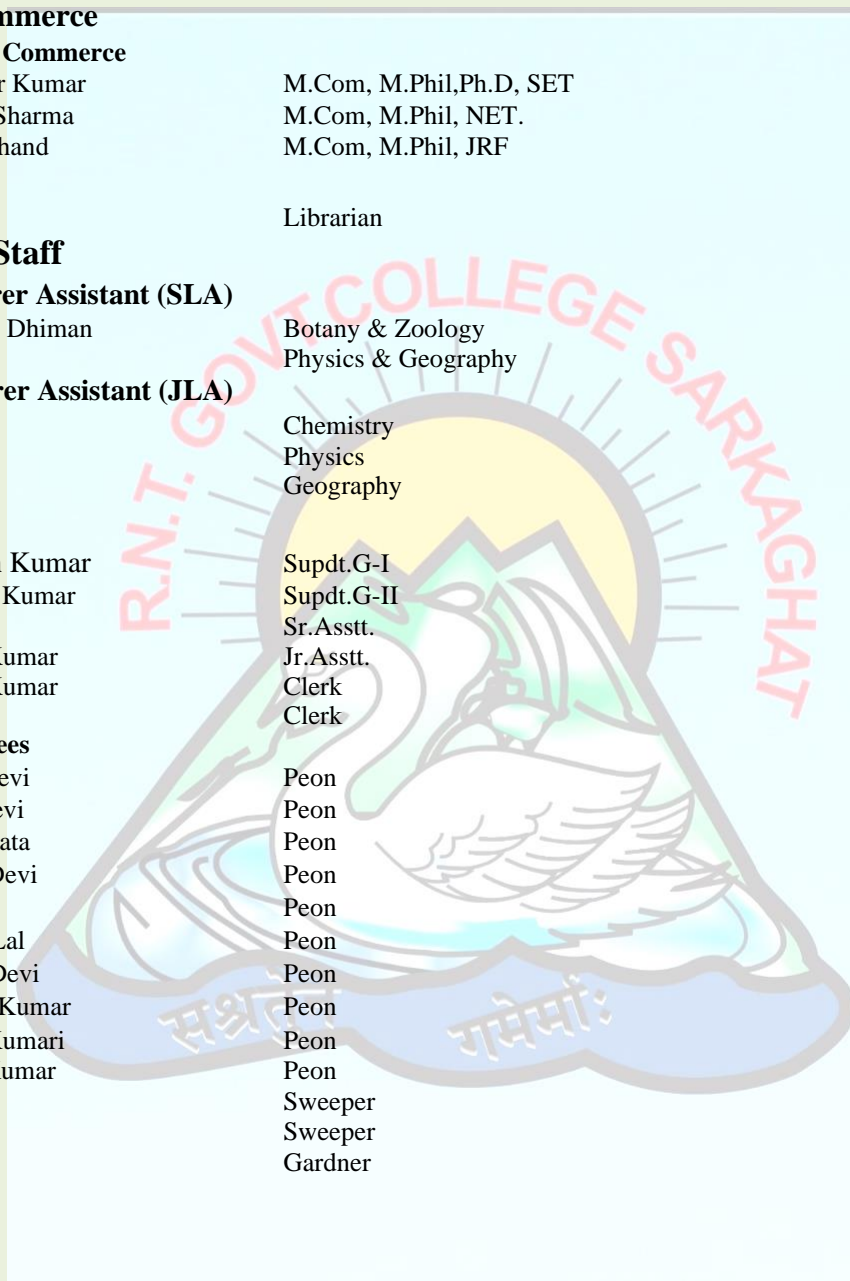 mmerce
Commerce
r Kumar M.Com, M.Phil,Ph.D, SET
Sharma M.Com, M.Phil, NET.
hand M.Com, M.Phil, JRF
Librarian
Staff
rer Assistant (SLA)
Dhiman Botany & Zoology
Physics & Geography
rer Assistant (JLA)
Chemistry
Physics
Geography
n Kumar Supdt.G-I
Kumar Supdt.G-II
Sr.Asstt.
Kumar Jr.Asstt.
Kumar Clerk
Clerk
ees
evi Peon
evi Peon
ata Peon
Devi Peon
Peon
Lal Peon
Devi Peon
Kumar Peon
umari Peon
umar Peon
Sweeper
Sweeper
Gardner
R.N.T. GOVT COLLEGE SARKAGHAT
गमेमांः